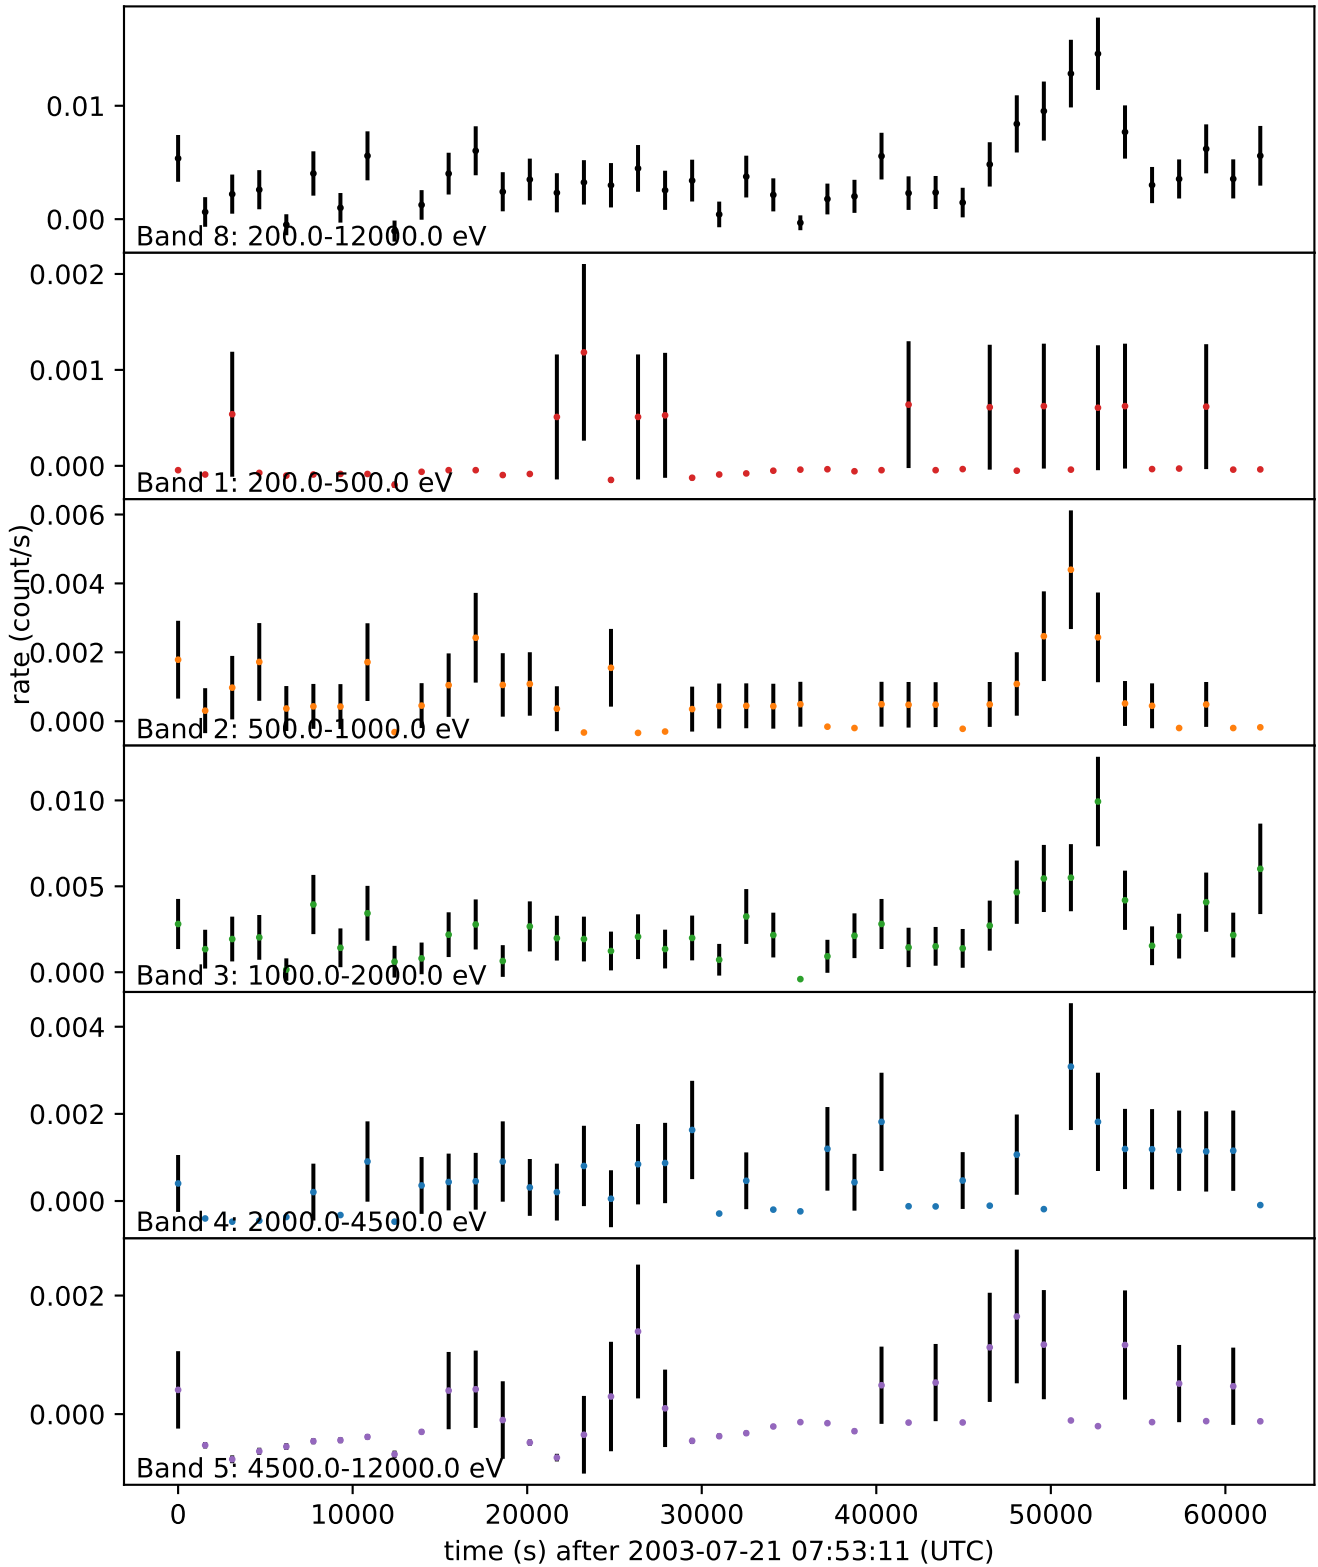 0.01
0.00
Band 8: 200.0-12000.0 eV
0.002
0.001
0.000
Band 1: 200.0-500.0 eV
rate (count/s)
0.006
0.004
0.002
0.000
Band 2: 500.0-1000.0 eV
0.010
0.005
0.000
Band 3: 1000.0-2000.0 eV
0.004
0.002
0.000
Band 4: 2000.0-4500.0 eV
0.002
0.000
Band 5: 4500.0-12000.0 eV
0 10000 20000 30000 40000 50000 60000
time (s) after 2003-07-21 07:53:11 (UTC)